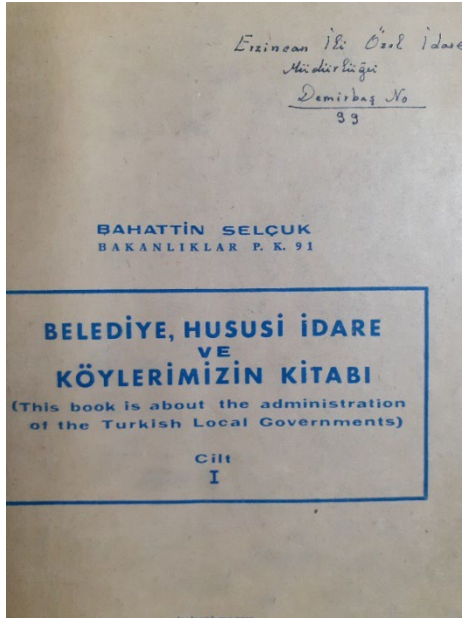 Erzincan İli Özel İdare
Müdürlüğü
Demirbaş No
99
BAHATTİN SELÇUK
BAKANLIKLAR P. K. 91
BELEDİYE, HUSUSİ İDARE
VE
KÖYLERİMİZİN KİTABI
(This book is about the administration
of the Turkish Local Governments)
Cilt
I